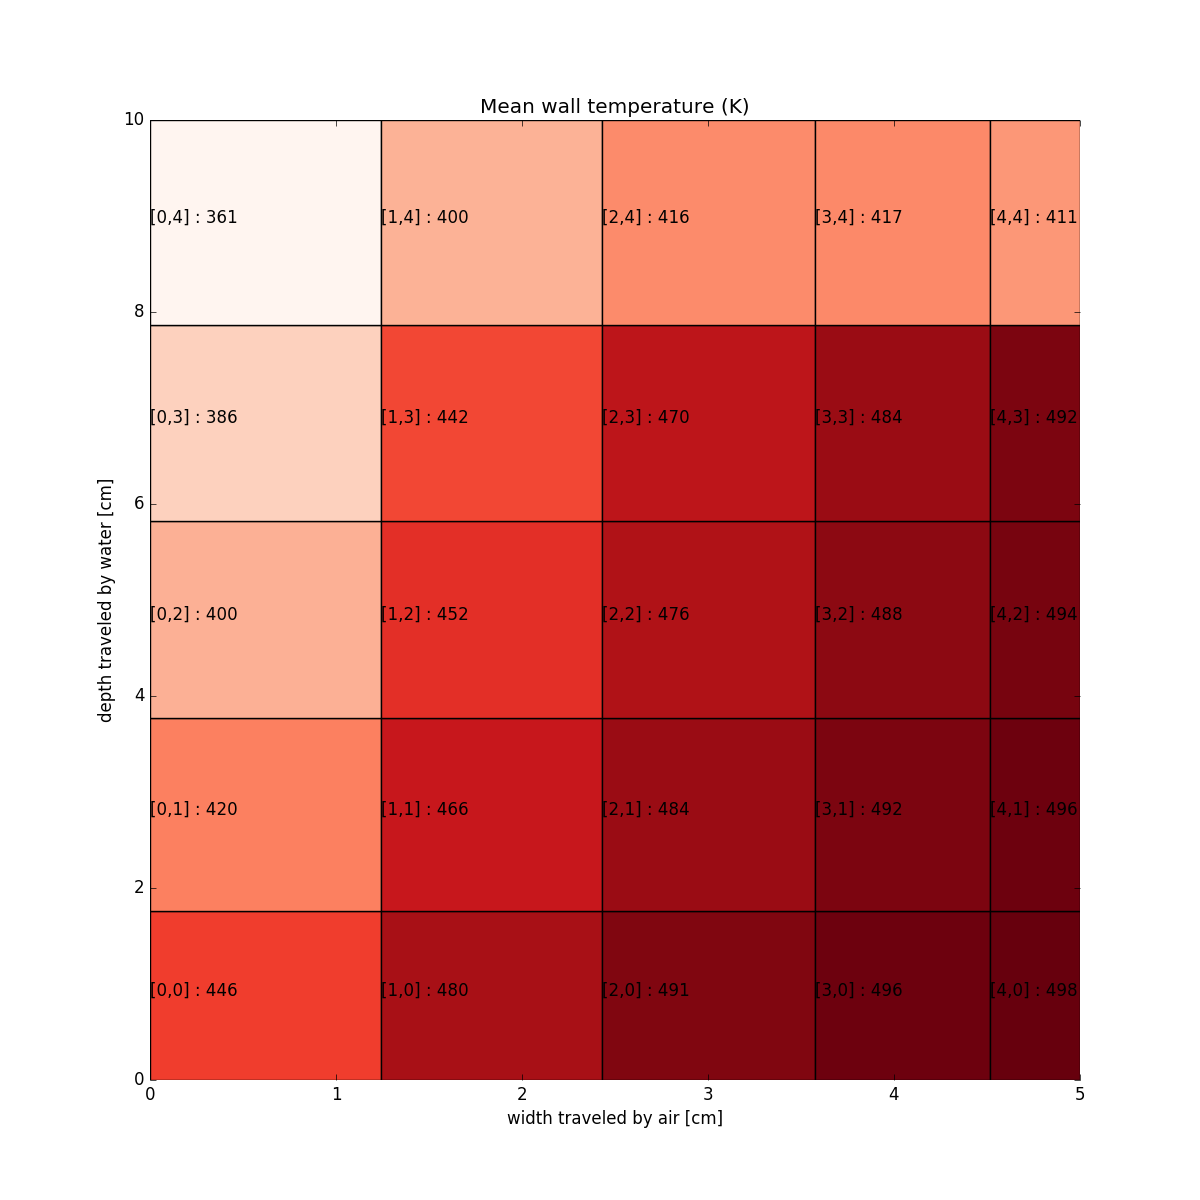 Mean wall temperature (K)
10
[0,4] : 361 [1,4] : 400 [2,4] : 416 [3,4] : 417 [4,4] : 411
8
[0,3] : 386 [1,3] : 442 [2,3] : 470 [3,3] : 484 [4,3] : 492
6
depth traveled by water [cm]
[0,2] : 400 [1,2] : 452 [2,2] : 476 [3,2] : 488 [4,2] : 494
4
[0,1] : 420 [1,1] : 466 [2,1] : 484 [3,1] : 492 [4,1] : 496
2
[0,0] : 446 [1,0] : 480 [2,0] : 491 [3,0] : 496 [4,0] : 498
0
0 1 2 3 4 5
width traveled by air [cm]